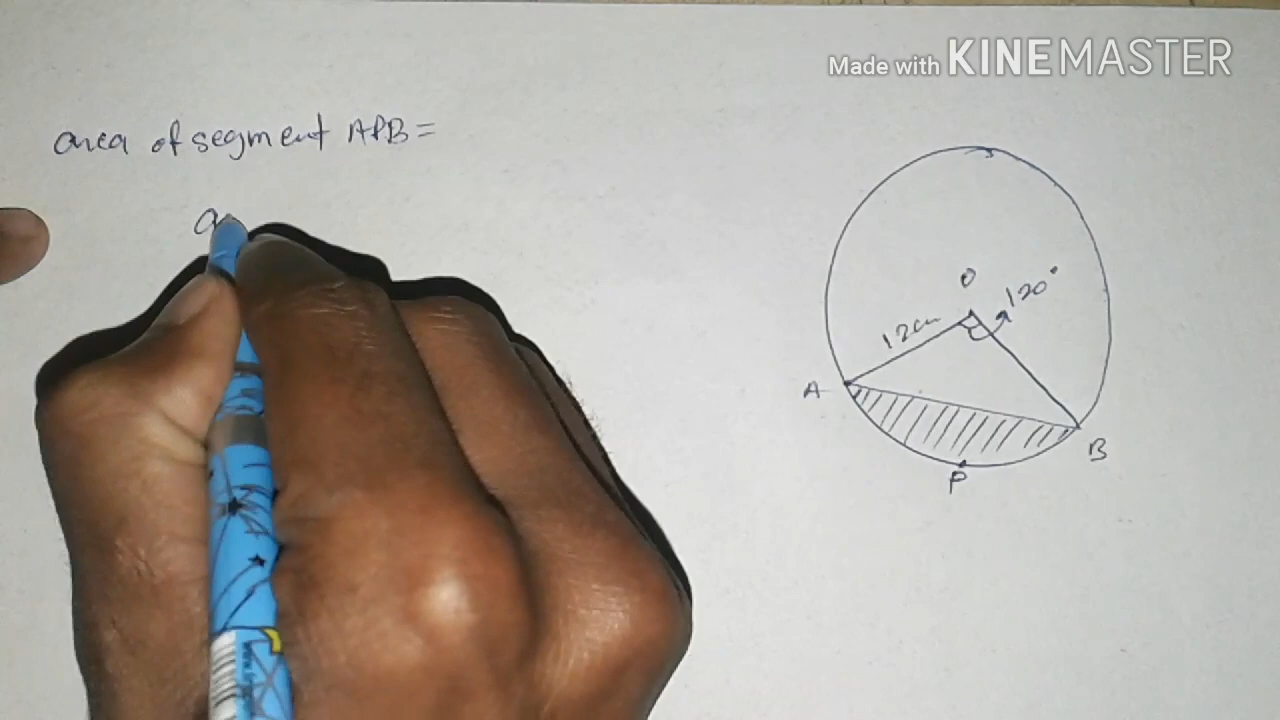 Made with KINEMASTER
area of segment APB =
a
O
120°
12cm
A
B
P